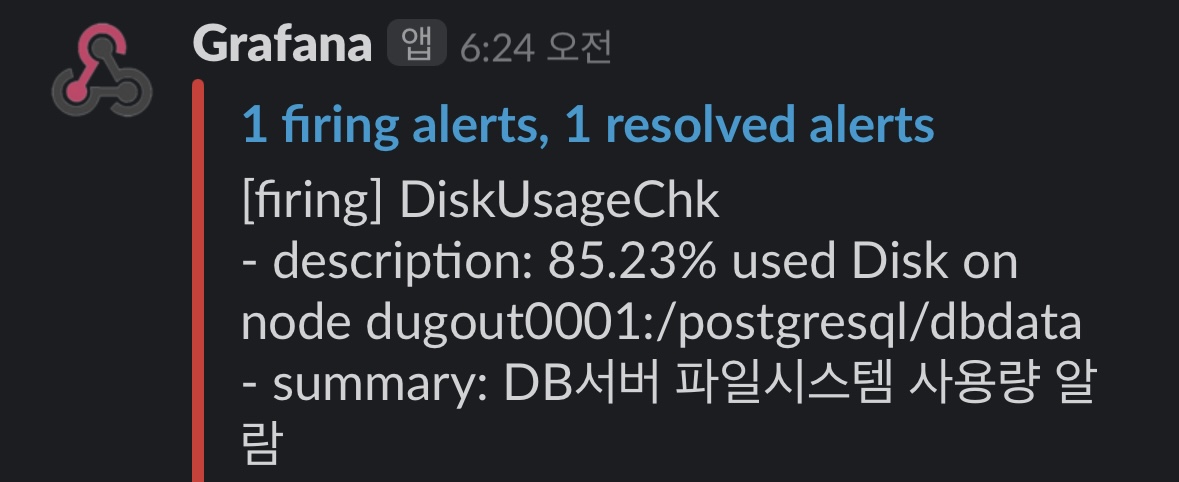 Grafana 앱 6:24 오전
1 firing alerts, 1 resolved alerts
[firing] DiskUsageChk
- description: 85.23% used Disk on
node dugout0001:/postgresql/dbdata
- summary: DB서버 파일시스템 사용량 알
람